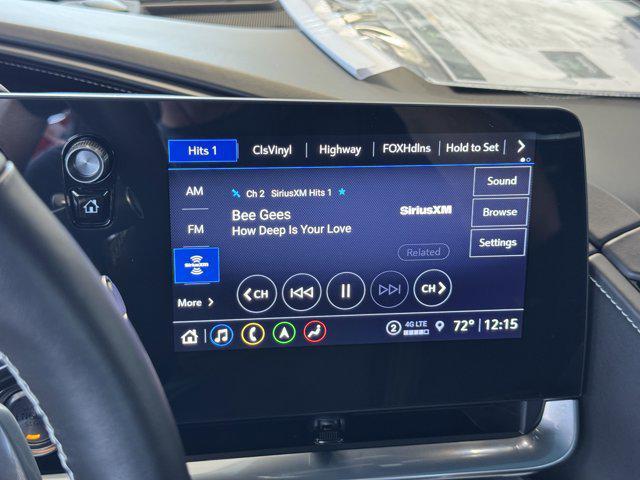 Hits 1 ClsVinyl Highway FOXHdlns Hold to Set
AM
Ch 2 SiriusXM Hits 1
Sound
Bee Gees
SiriusXM
Browse
FM
How Deep Is Your Love
Settings
Related
SiriusXM
More
CH
CH
2 4G LTE 72° 12:15